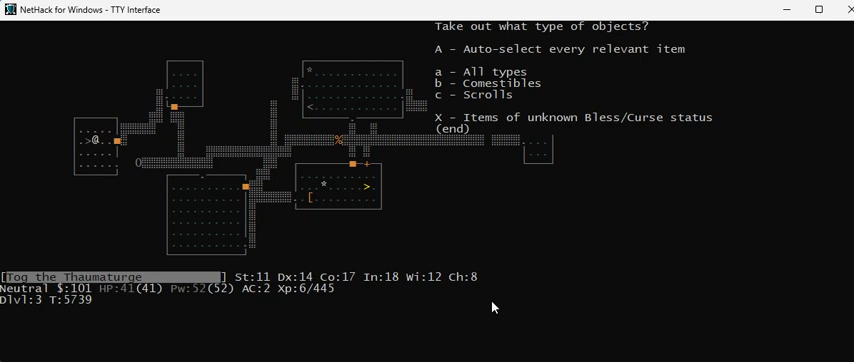 NetHack for Windows - TTY Interface
Take out what type of objects?
A - Auto-select every relevant item
a - All types
b - Comestibles
c - Scrolls
X - Items of unknown Bless/Curse status
(end)
[Tog the Thaumaturge ] St:11 Dx:14 Co:17 In:18 Wi:12 Ch:8
Neutral $:101 HP:41(41) Pw:52(52) AC:2 Xp:6/445
Dlvl:3 T:5739